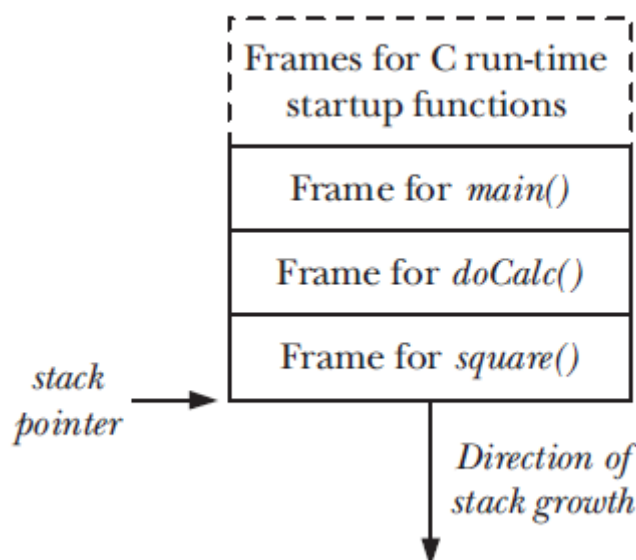 Frames for C run-time
startup functions
Frame for main()
Frame for doCalc()
Frame for square()
stack
pointer
Direction of
stack growth